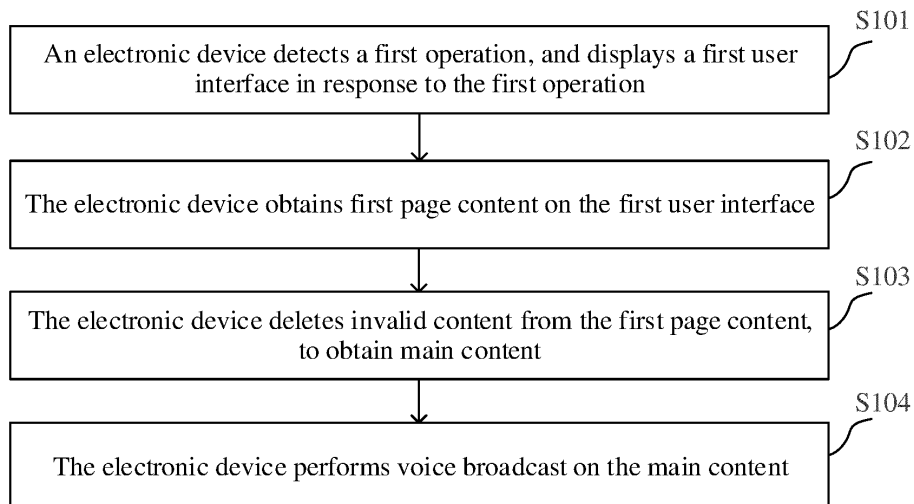 S101
An electronic device detects a first operation, and displays a first user
interface in response to the first operation
S102
The electronic device obtains first page content on the first user interface
S103
The electronic device deletes invalid content from the first page content,
to obtain main content
S104
The electronic device performs voice broadcast on the main content